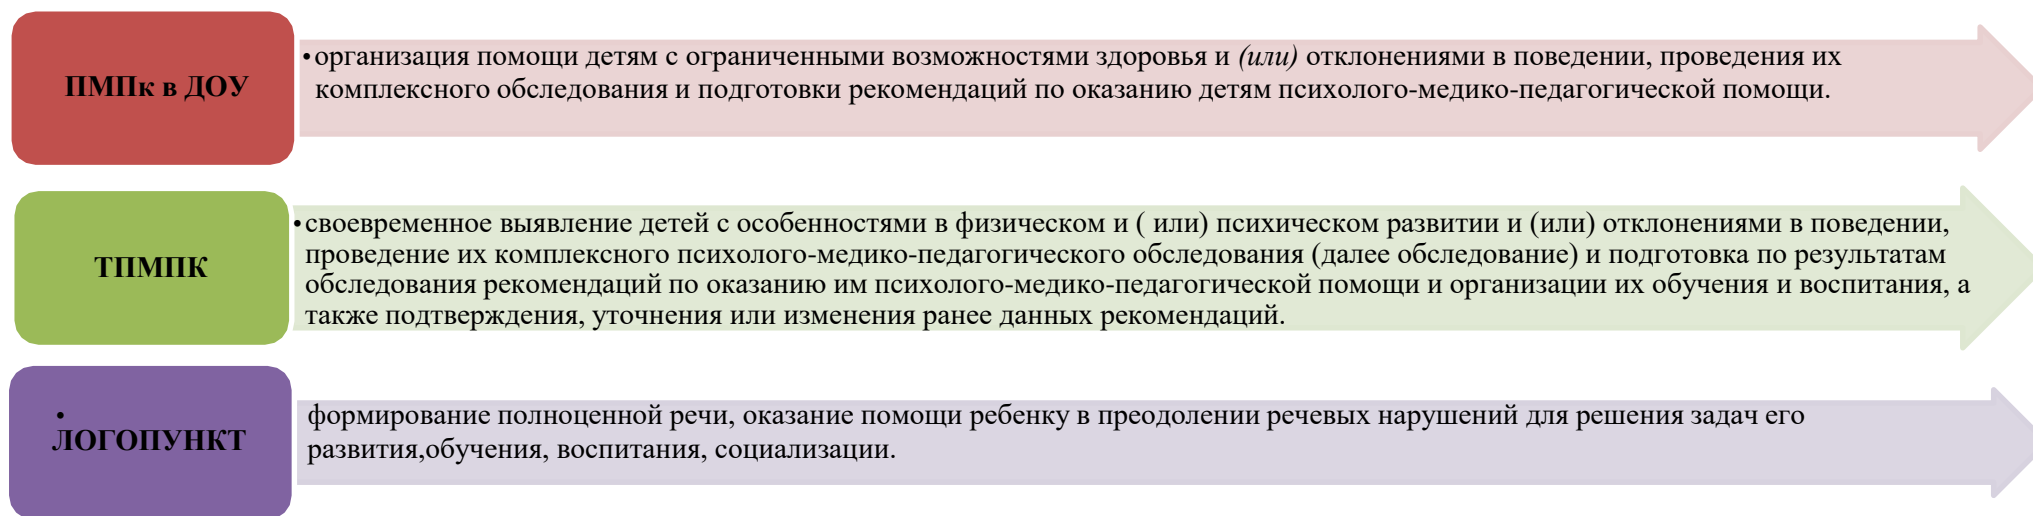 ПМПк в ДОУ
•организация помощи детям с ограниченными возможностями здоровья и (или) отклонениями в поведении, проведения их
комплексного обследования и подготовки рекомендаций по оказанию детям психолого-медико-педагогической помощи.
ТПМПК
•своевременное выявление детей с особенностями в физическом и ( или) психическом развитии и (или) отклонениями в поведении,
проведение их комплексного психолого-медико-педагогического обследования (далее обследование) и подготовка по результатам
обследования рекомендаций по оказанию им психолого-медико-педагогической помощи и организации их обучения и воспитания, а
также подтверждения, уточнения или изменения ранее данных рекомендаций.
•
ЛОГОПУНКТ
формирование полноценной речи, оказание помощи ребенку в преодолении речевых нарушений для решения задач его
развития,обучения, воспитания, социализации.